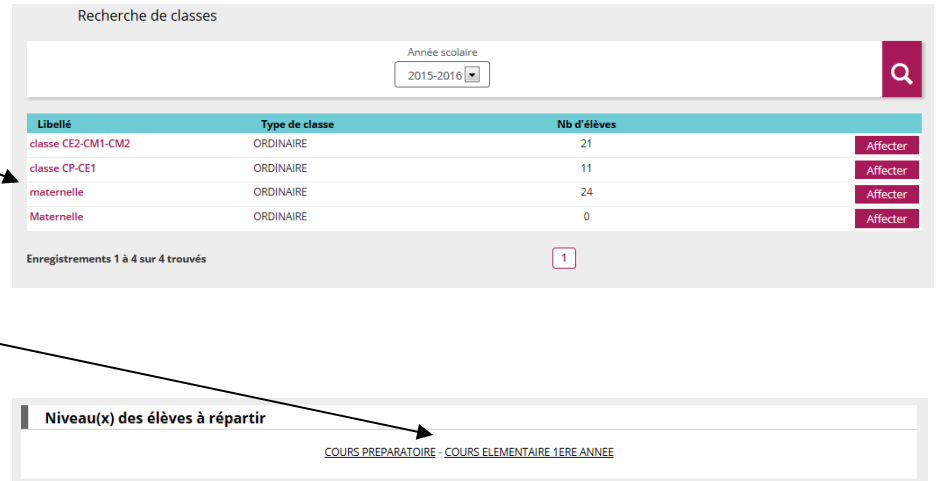 Recherche de classes
Année scolaire
2015-2016
Libellé Type de classe Nb d'élèves
classe CE2-CM1-CM2 ORDINAIRE 21 Affecter
classe CP-CE1 ORDINAIRE 11 Affecter
maternelle ORDINAIRE 24 Affecter
Maternelle ORDINAIRE 0 Affecter
Enregistrements 1 à 4 sur 4 trouvés 1
Niveau(x) des élèves à répartir
COURS PREPARATOIRE - COURS ELEMENTAIRE 1ERE ANNEE